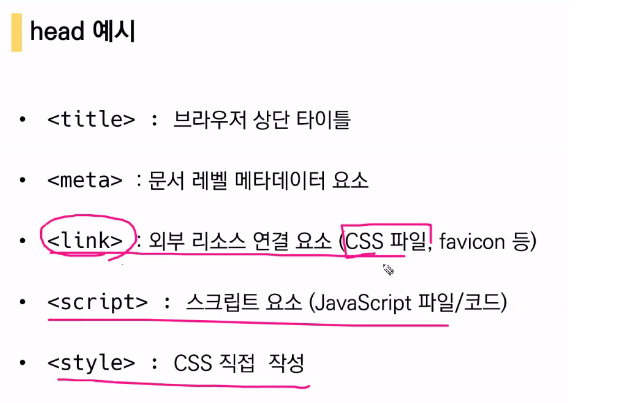 head 예시
• <title> : 브라우저 상단 타이틀
• <meta> : 문서 레벨 메타데이터 요소
• <link> : 외부 리소스 연결 요소 (CSS 파일, favicon 등)
• <script> : 스크립트 요소 (JavaScript 파일/코드)
• <style> : CSS 직접 작성